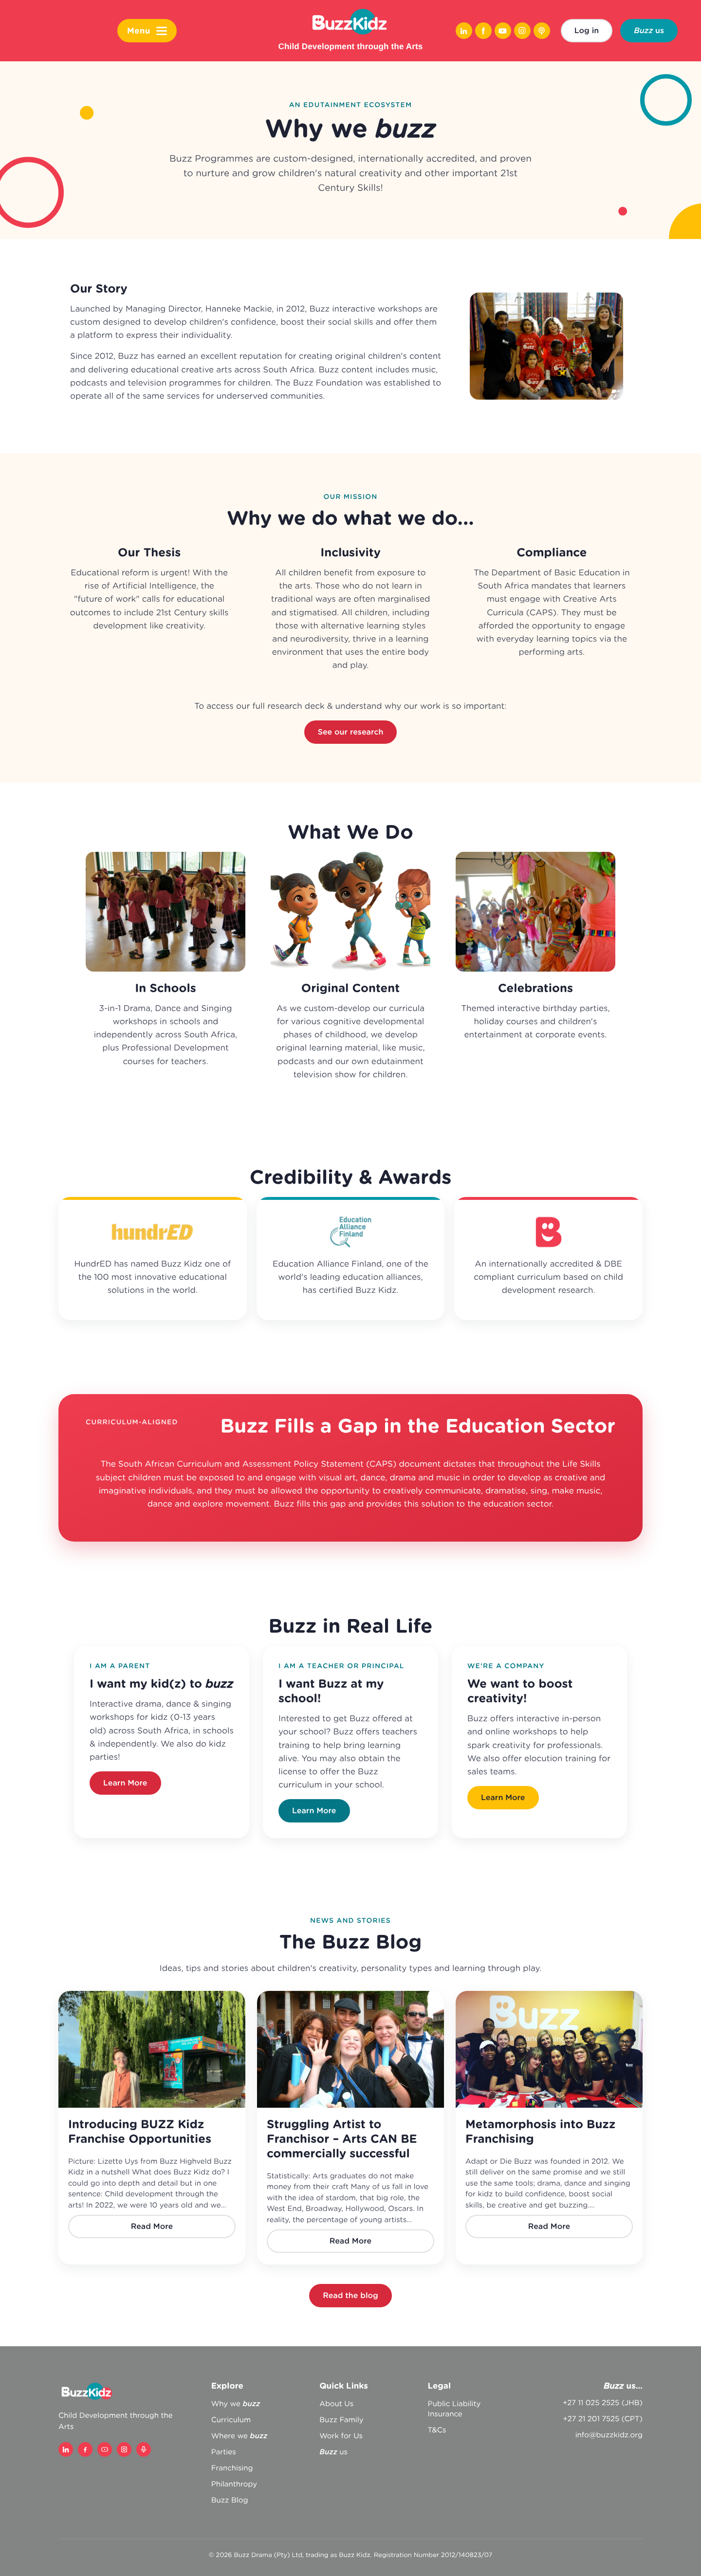 Menu
BuzzKidz
Child Development through the Arts
Log in
Buzz us
AN EDUTAINMENT ECOSYSTEM
Why we buzz
Buzz Programmes are custom-designed, internationally accredited, and proven
to nurture and grow children's natural creativity and other important 21st
Century Skills!
Our Story
Launched by Managing Director, Hanneke Mackie, in 2012, Buzz interactive workshops are
custom designed to develop children's confidence, boost their social skills and offer them
a platform to express their individuality.
Since 2012, Buzz has earned an excellent reputation for creating original children's content
and delivering educational creative arts across South Africa. Buzz content includes music,
podcasts and television programmes for children. The Buzz Foundation was established to
operate all of the same services for underserved communities.
OUR MISSION
Why we do what we do...
Our Thesis
Educational reform is urgent! With the
rise of Artificial Intelligence, the
"future of work" calls for educational
outcomes to include 21st Century skills
development like creativity.
Inclusivity
All children benefit from exposure to
the arts. Those who do not learn in
traditional ways are often marginalised
and stigmatised. All children, including
those with alternative learning styles
and neurodiversity, thrive in a learning
environment that uses the entire body
and play.
Compliance
The Department of Basic Education in
South Africa mandates that learners
must engage with Creative Arts
Curricula (CAPS). They must be
afforded the opportunity to engage
with everyday learning topics via the
performing arts.
To access our full research deck & understand why our work is so important:
See our research
What We Do
In Schools
3-in-1 Drama, Dance and Singing
workshops in schools and
independently across South Africa,
plus Professional Development
courses for teachers.
Original Content
As we custom-develop our curricula
for various cognitive developmental
phases of childhood, we develop
original learning material, like music,
podcasts and our own edutainment
television show for children.
Celebrations
Themed interactive birthday parties,
holiday courses and children's
entertainment at corporate events.
Credibility & Awards
hundrED
HundrED has named Buzz Kidz one of
the 100 most innovative educational
solutions in the world.
Education
Alliance
Finland
Education Alliance Finland, one of the
world's leading education alliances,
has certified Buzz Kidz.
B
An internationally accredited & DBE
compliant curriculum based on child
development research.
CURRICULUM-ALIGNED
Buzz Fills a Gap in the Education Sector
The South African Curriculum and Assessment Policy Statement (CAPS) document dictates that throughout the Life Skills
subject children must be exposed to and engage with visual art, dance, drama and music in order to develop as creative and
imaginative individuals, and they must be allowed the opportunity to creatively communicate, dramatise, sing, make music,
dance and explore movement. Buzz fills this gap and provides this solution to the education sector.
Buzz in Real Life
I AM A PARENT
I want my kid(z) to buzz
Interactive drama, dance & singing
workshops for kidz (0-13 years
old) across South Africa, in schools
& independently. We also do kidz
parties!
Learn More
I AM A TEACHER OR PRINCIPAL
I want Buzz at my
school!
Interested to get Buzz offered at
your school? Buzz offers teachers
training to help bring learning
alive. You may also obtain the
license to offer the Buzz
curriculum in your school.
Learn More
WE'RE A COMPANY
We want to boost
creativity!
Buzz offers interactive in-person
and online workshops to help
spark creativity for professionals.
We also offer elocution training for
sales teams.
Learn More
NEWS AND STORIES
The Buzz Blog
Ideas, tips and stories about children's creativity, personality types and learning through play.
Introducing BUZZ Kidz
Franchise Opportunities
Picture: Lizette Uys from Buzz Highveld Buzz
Kidz in a nutshell What does Buzz Kidz do? I
could go into depth and detail but in one
sentence: Child development through the
arts! In 2022, we were 10 years old and we...
Read More
Struggling Artist to
Franchisor – Arts CAN BE
commercially successful
Statistically: Arts graduates do not make
money from their craft Many of us fall in love
with the idea of stardom, that big role, the
West End, Broadway, Hollywood, Oscars. In
reality, the percentage of young artists...
Read More
Buzz
Metamorphosis into Buzz
Franchising
Adapt or Die Buzz was founded in 2012. We
still deliver on the same promise and we still
use the same tools; drama, dance and singing
for kidz to build confidence, boost social
skills, be creative and get buzzing....
Read More
Read the blog
BuzzKidz
Child Development through the
Arts
Explore
Why we buzz
Curriculum
Where we buzz
Parties
Franchising
Philanthropy
Buzz Blog
Quick Links
About Us
Buzz Family
Work for Us
Buzz us
Legal
Public Liability
Insurance
T&Cs
Buzz us...
+27 11 025 2525 (JHB)
+27 21 201 7525 (CPT)
info@buzzkidz.org
© 2026 Buzz Drama (Pty) Ltd, trading as Buzz Kidz. Registration Number 2012/140823/07